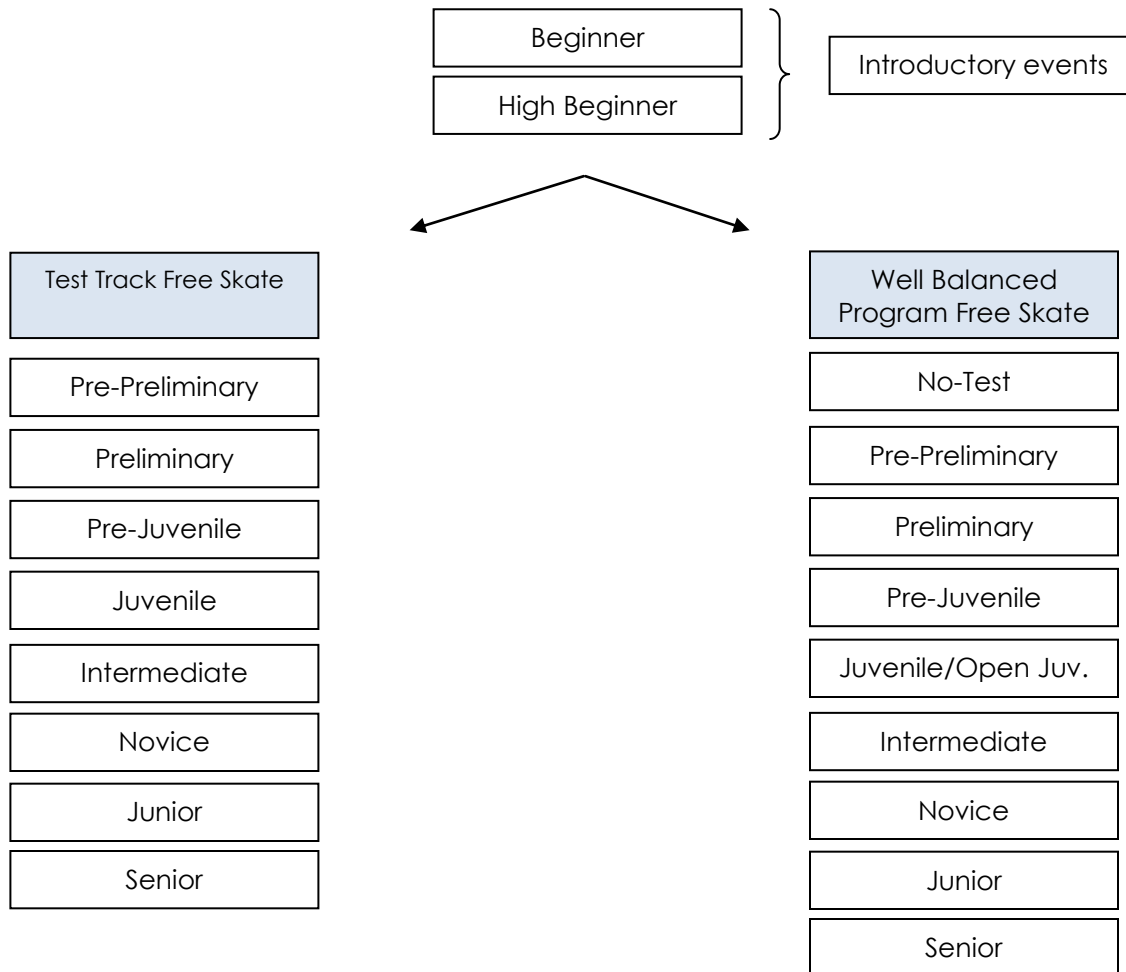 Beginner
High Beginner
Introductory events
Test Track Free Skate
Pre-Preliminary
Preliminary
Pre-Juvenile
Juvenile
Intermediate
Novice
Junior
Senior
Well Balanced
Program Free Skate
No-Test
Pre-Preliminary
Preliminary
Pre-Juvenile
Juvenile/Open Juv.
Intermediate
Novice
Junior
Senior